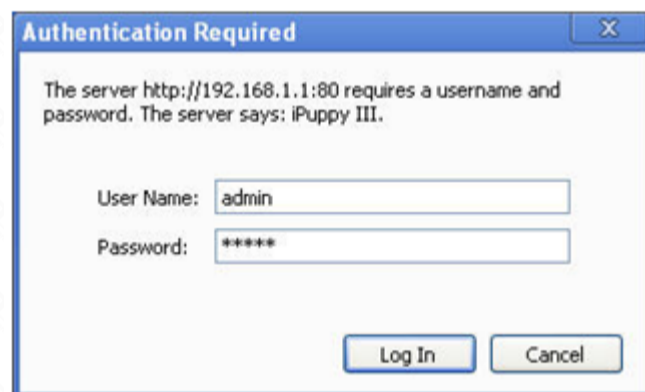 Authentication Required
The server http://192.168.1.1:80 requires a username and
password. The server says: iPuppy III.
User Name: admin
Password: *****
Log In Cancel